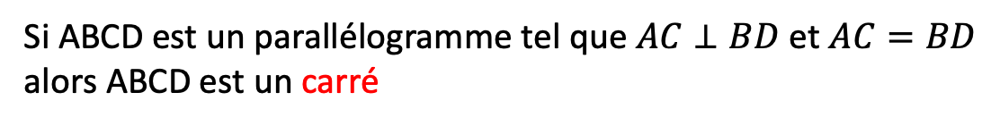 Si ABCD est un parallélogramme tel que AC ⊥ BD et AC = BD
alors ABCD est un carré